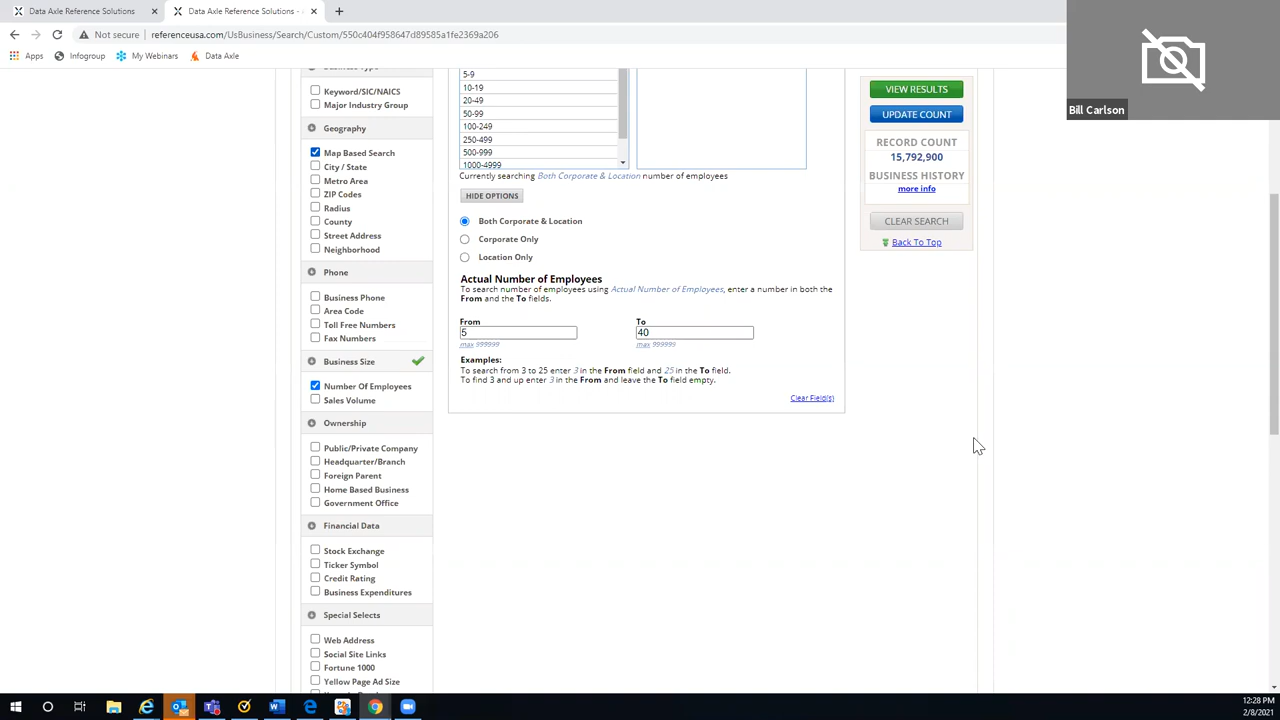 Data Axle Reference Solutions
Data Axle Reference Solutions -
Not secure
referenceusa.com/UsBusiness/Search/Custom/550c404f958647d89585a1fe2369a206
Apps
Infogroup
My Webinars
Data Axle
Bill Carlson
Keyword/SIC/NAICS
Major Industry Group
Geography
Map Based Search
City / State
Metro Area
ZIP Codes
Radius
County
Street Address
Neighborhood
Phone
Business Phone
Area Code
Toll Free Numbers
Fax Numbers
Business Size
Number Of Employees
Sales Volume
Ownership
Public/Private Company
Headquarter/Branch
Foreign Parent
Home Based Business
Government Office
Financial Data
Stock Exchange
Ticker Symbol
Credit Rating
Business Expenditures
Special Selects
Web Address
Social Site Links
Fortune 1000
Yellow Page Ad Size
5-9
10-19
20-49
50-99
100-249
250-499
500-999
1000-4999
Currently searching Both Corporate & Location number of employees
HIDE OPTIONS
Both Corporate & Location
Corporate Only
Location Only
Actual Number of Employees
To search number of employees using Actual Number of Employees, enter a number in both the
From and the To fields.
From
To
5
40
max 999999
max 999999
Examples:
To search from 3 to 25 enter 3 in the From field and 25 in the To field.
To find 3 and up enter 3 in the From and leave the To field empty.
Clear Field(s)
VIEW RESULTS
UPDATE COUNT
RECORD COUNT
15,792,900
BUSINESS HISTORY
more info
CLEAR SEARCH
Back To Top
12:28 PM
2/8/2021